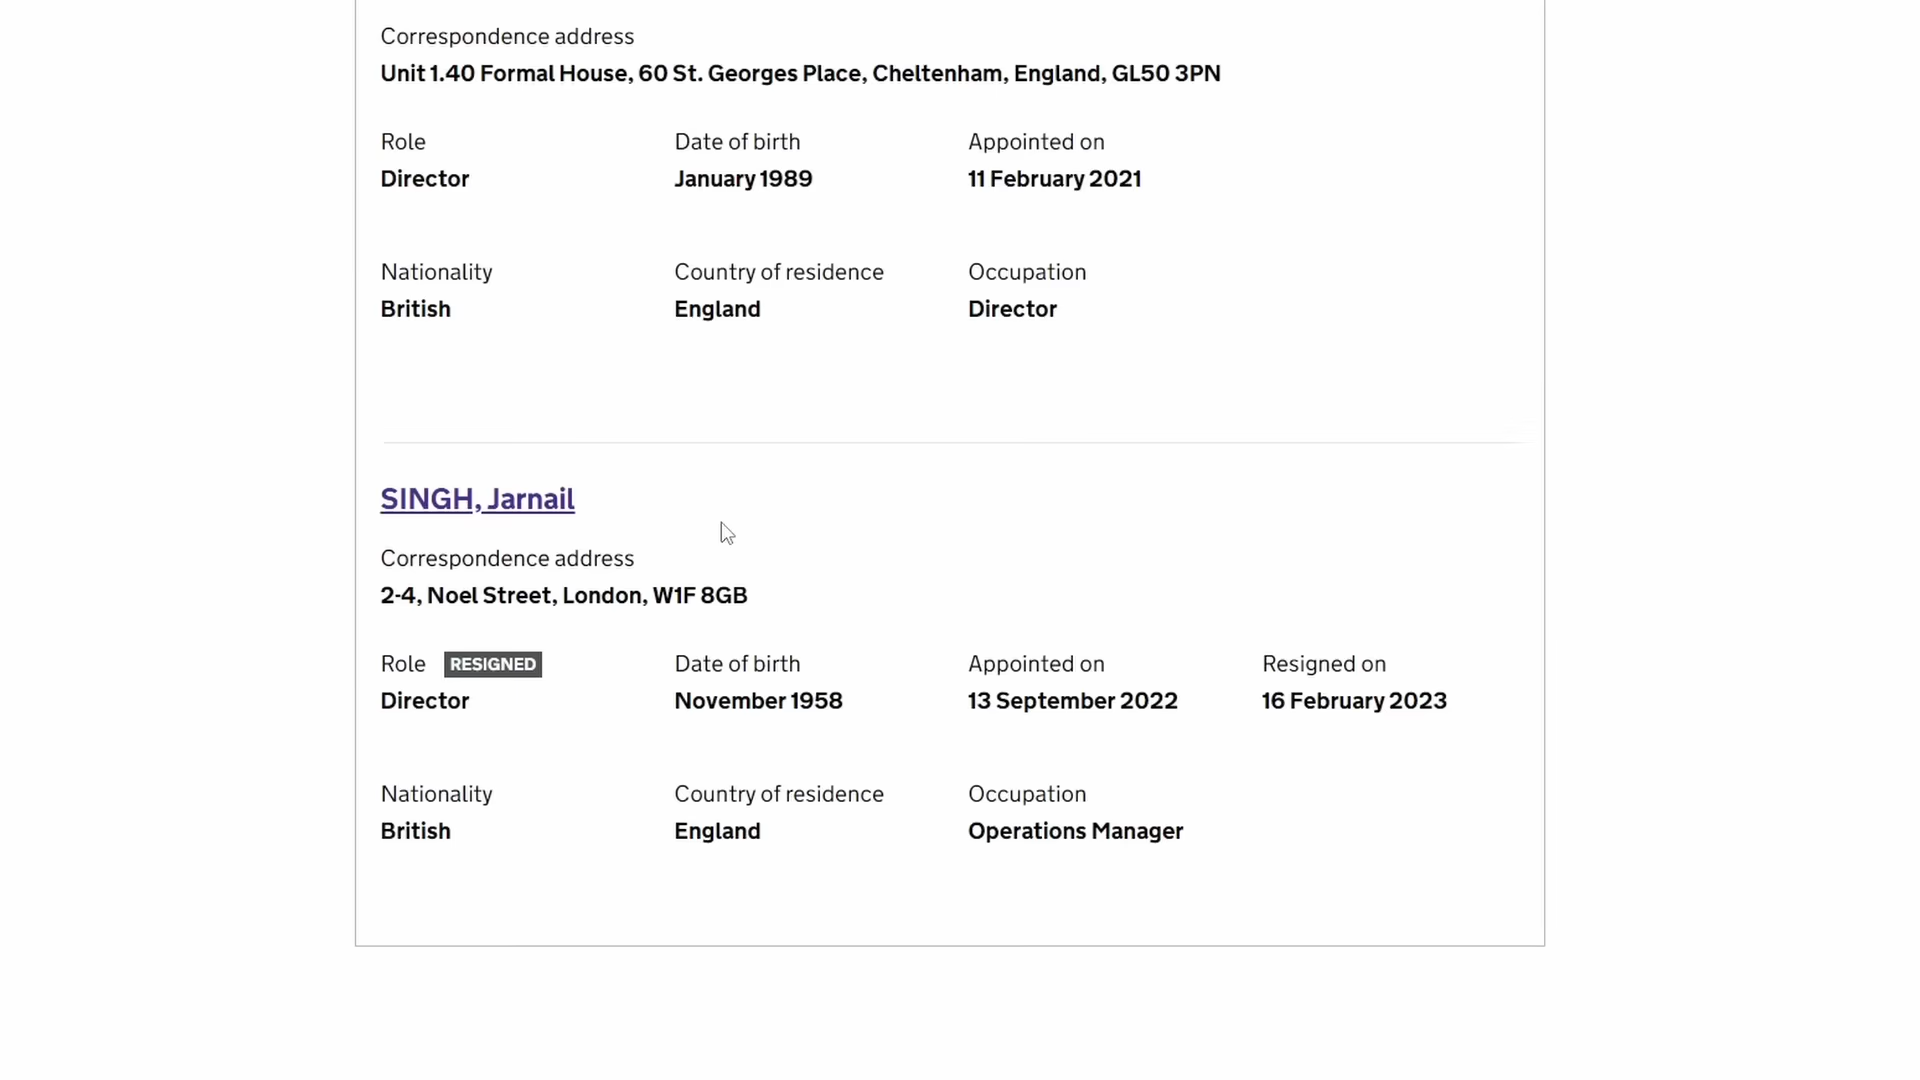 Correspondence address
Unit 1.40 Formal House, 60 St. Georges Place, Cheltenham, England, GL50 3PN
Role Date of birth Appointed on
Director January 1989 11 February 2021
Nationality Country of residence Occupation
British England Director
SINGH, Jarnail
Correspondence address
2-4, Noel Street, London, W1F 8GB
Role RESIGNED Date of birth Appointed on Resigned on
Director November 1958 13 September 2022 16 February 2023
Nationality Country of residence Occupation
British England Operations Manager